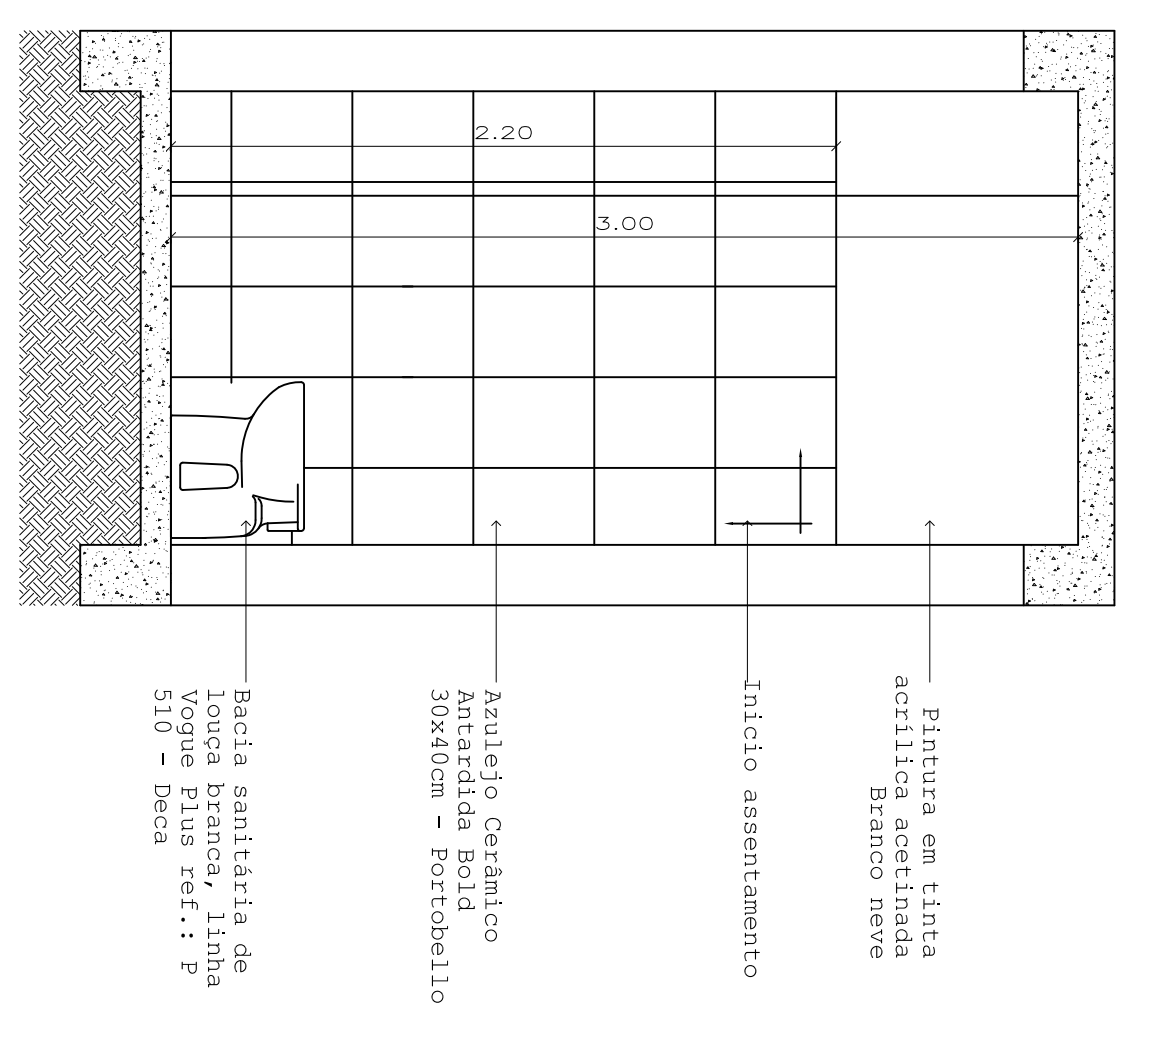 2.20
3.00
Pintura em tinta
acrílica acetinada
Branco neve
Inicio assentamento
Azulejo Cerâmico
Antardida Bold
30x40cm - Portobello
Bacia sanitária de
louça branca, linha
Vogue Plus ref.: P
510 - Deca